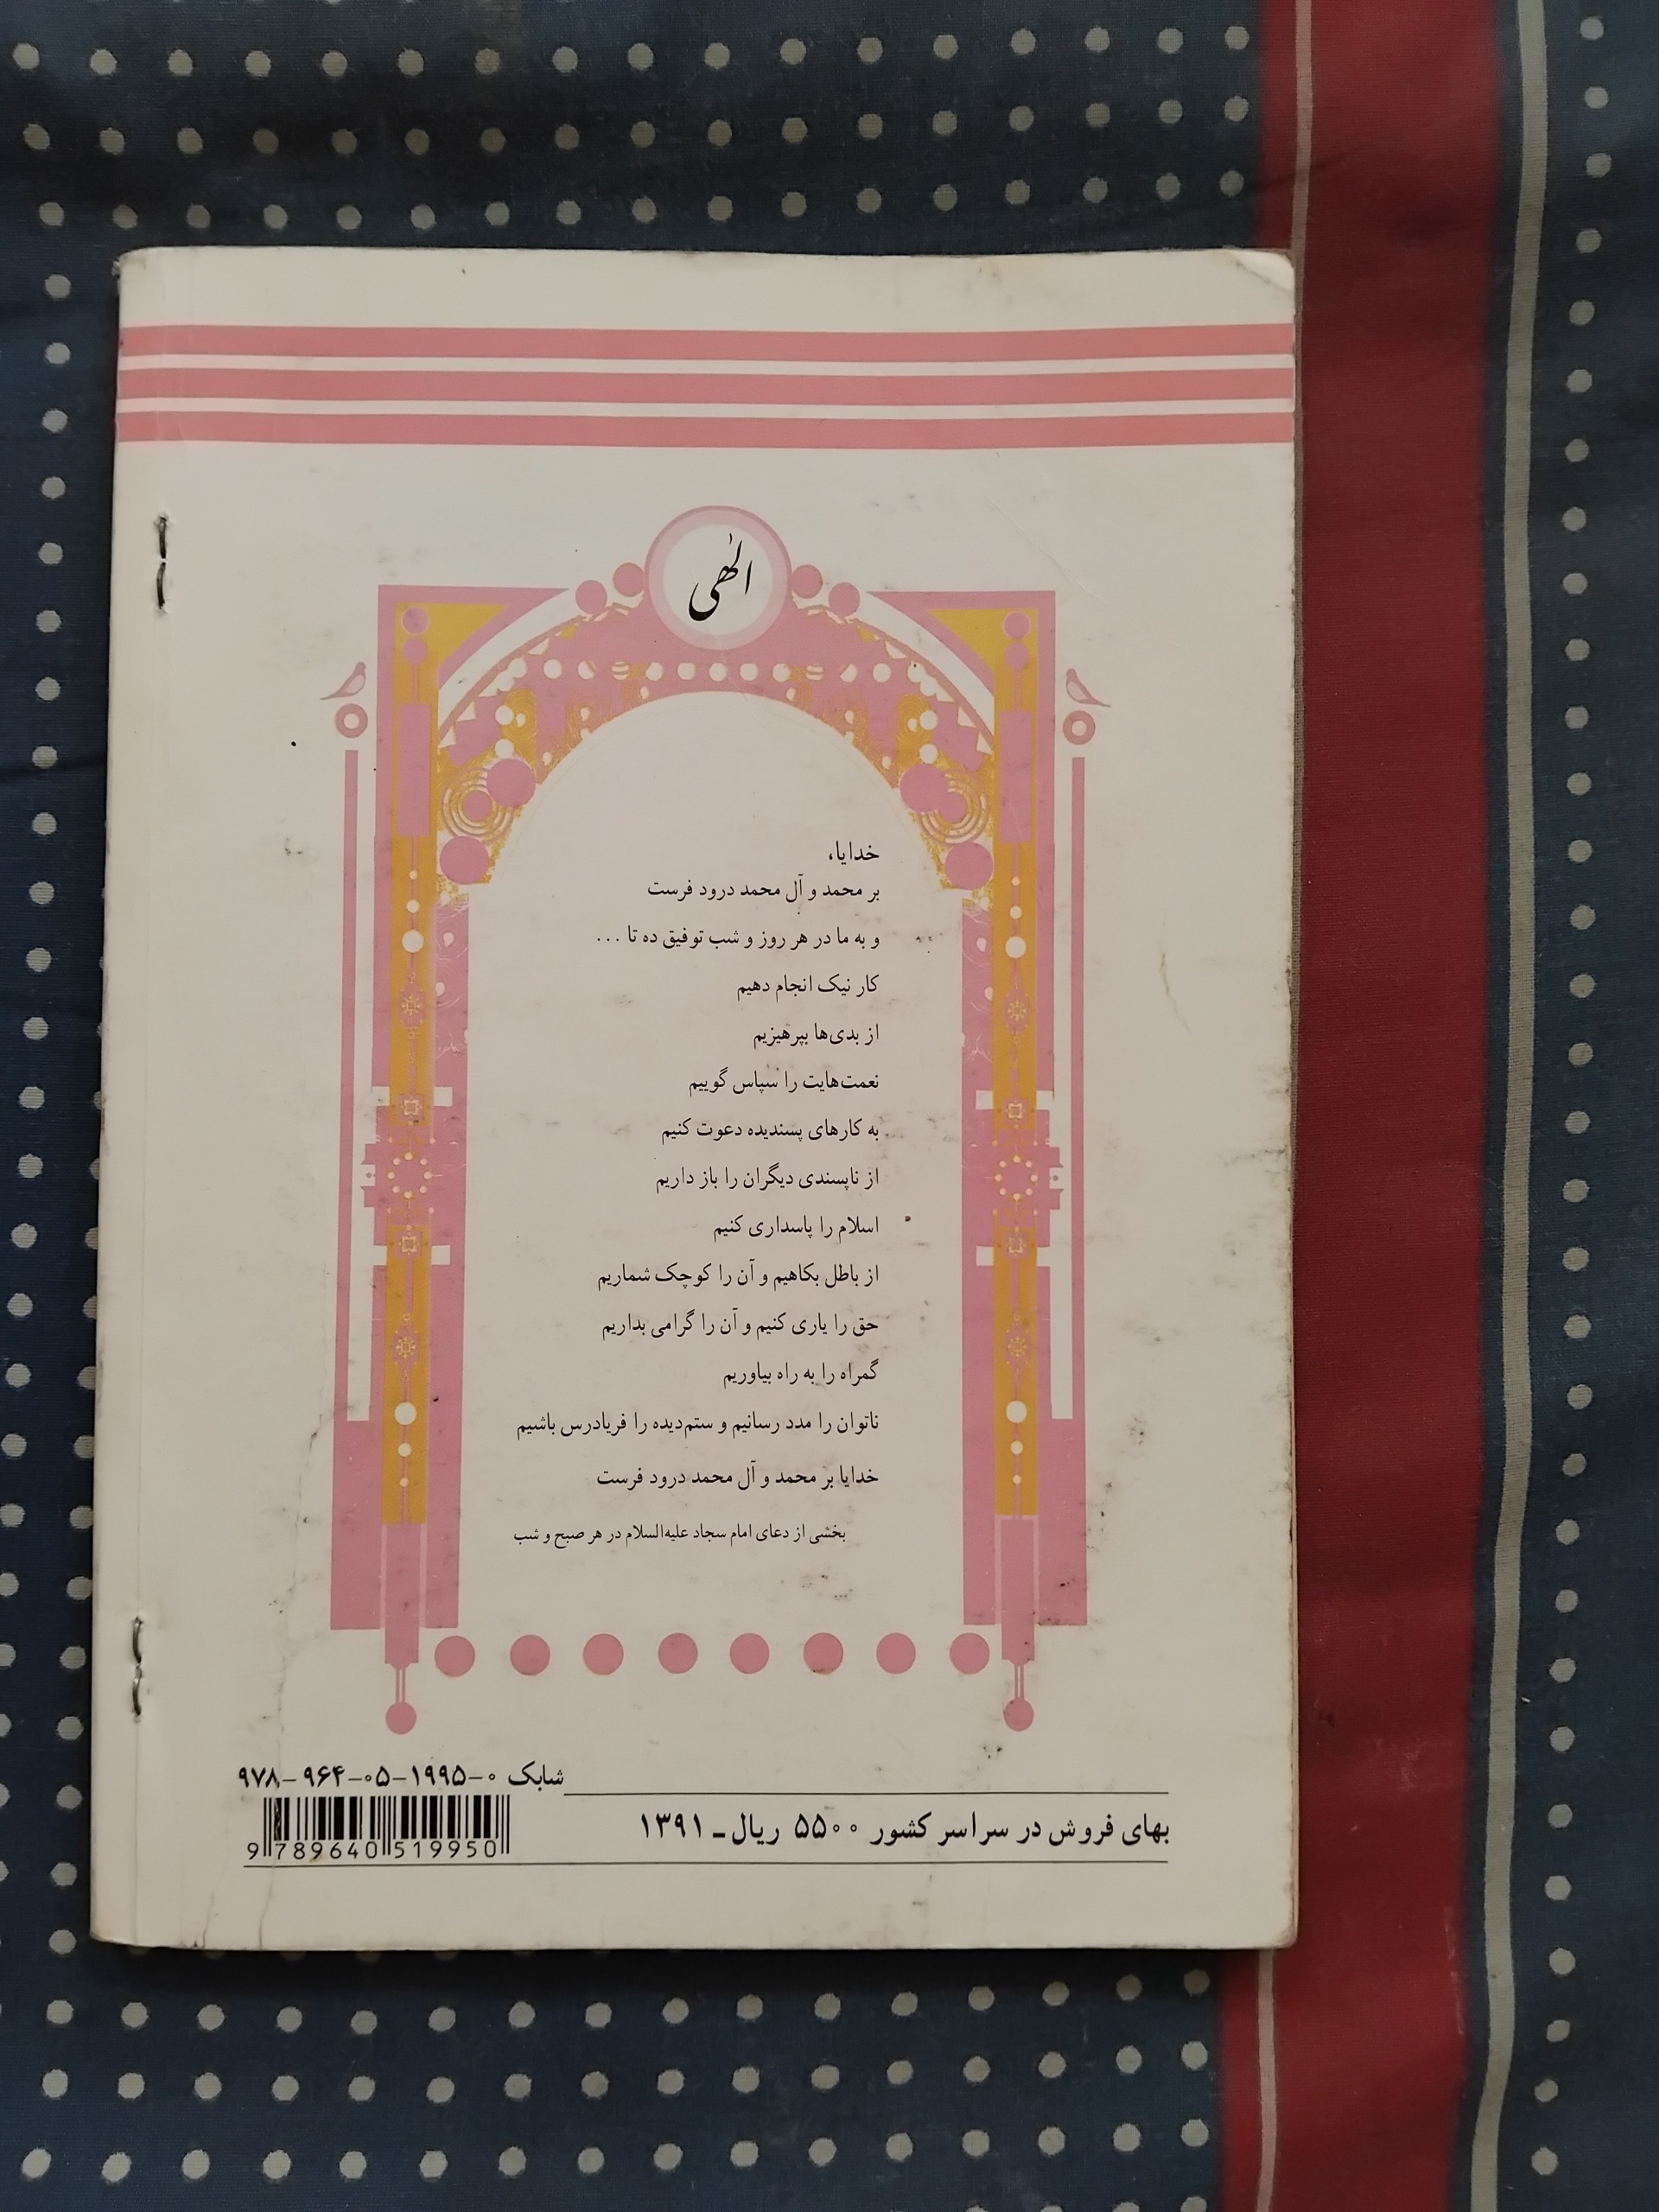 الهی
خدایا،
بر محمد و آل محمد درود فرست
و به ما در هر روز و شب توفیق ده تا ...
کار نیک انجام دهیم
از بدی‌ها بپرهیزیم
نعمت‌هایت را سپاس گوییم
به کارهای پسندیده دعوت کنیم
از ناپسندی دیگران را باز داریم
اسلام را پاسداری کنیم
از باطل بکاهیم و آن را کوچک شماریم
حق را یاری کنیم و آن را گرامی بداریم
گمراه را به راه بیاوریم
ناتوان را مدد رسانیم و ستم‌دیده را فریادرس باشیم
خدایا بر محمد و آل محمد درود فرست
بخشی از دعای امام سجاد علیه‌السلام در هر صبح و شب
شابک ۰-۱۹۹۵-۰۵-۹۶۴-۹۷۸
بهای فروش در سراسر کشور ۵۵۰۰ ریال ـ ۱۳۹۱
9 789640 519950